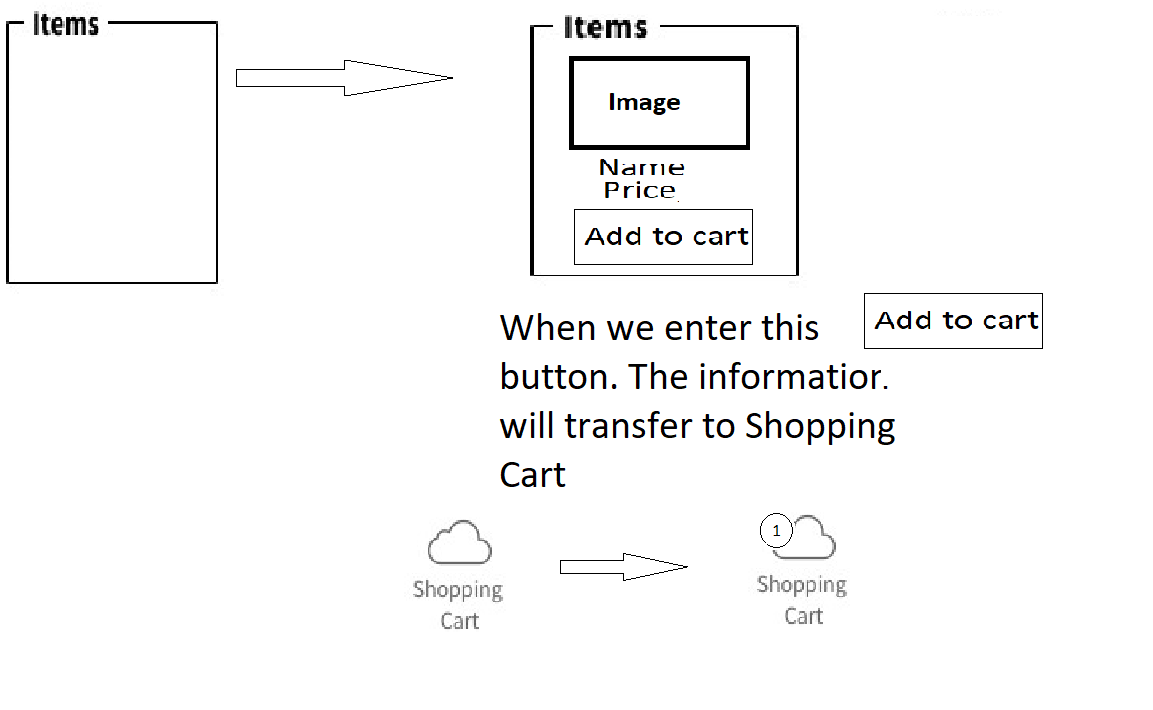 Items
Items
Image
Name
Price
Add to cart
When we enter this
Add to cart
button. The informatior.
will transfer to Shopping
Cart
1
Shopping
Cart
Shopping
Cart